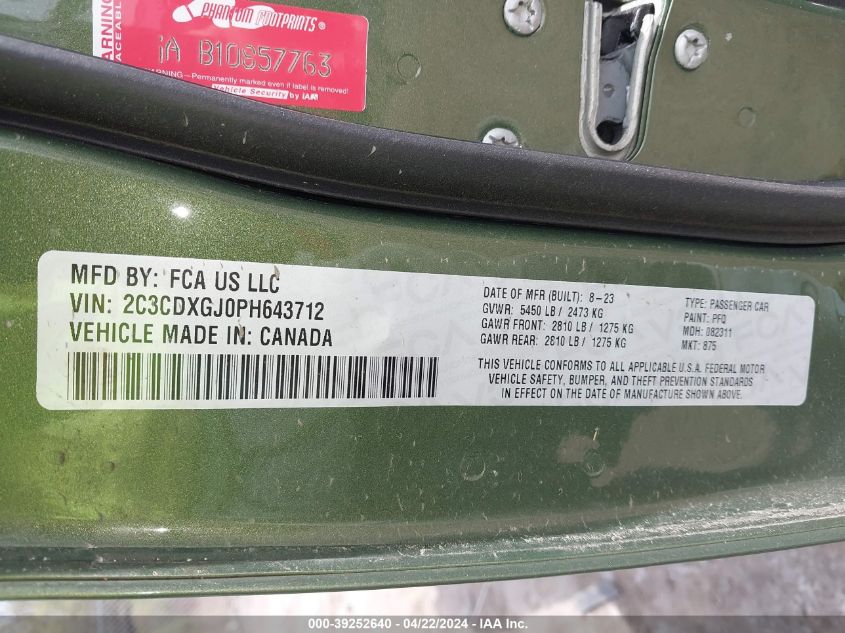 WARNING
PHANTOM FOOTPRINTS®
iA B10857763
WARNING – Permanently marked even if label is removed!
Vehicle Security by IAA
MFD BY: FCA US LLC
VIN: 2C3CDXGJ0PH643712
VEHICLE MADE IN: CANADA
DATE OF MFR (BUILT): 8-23
GVWR: 5450 LB / 2473 KG
GAWR FRONT: 2810 LB / 1275 KG
GAWR REAR: 2810 LB / 1275 KG
TYPE: PASSENGER CAR
PAINT: PFQ
MDH: 082311
MKT: 875
THIS VEHICLE CONFORMS TO ALL APPLICABLE U.S.A. FEDERAL MOTOR
VEHICLE SAFETY, BUMPER, AND THEFT PREVENTION STANDARDS
IN EFFECT ON THE DATE OF MANUFACTURE SHOWN ABOVE.
000-39252640 - 04/22/2024 - IAA Inc.